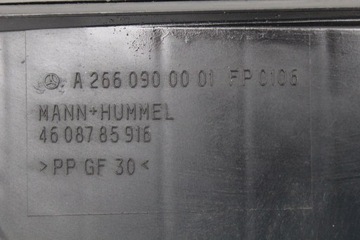 A 266 090 00 01 FP 0106
MANN+HUMMEL
46 087 85 916
>PP GF 30<